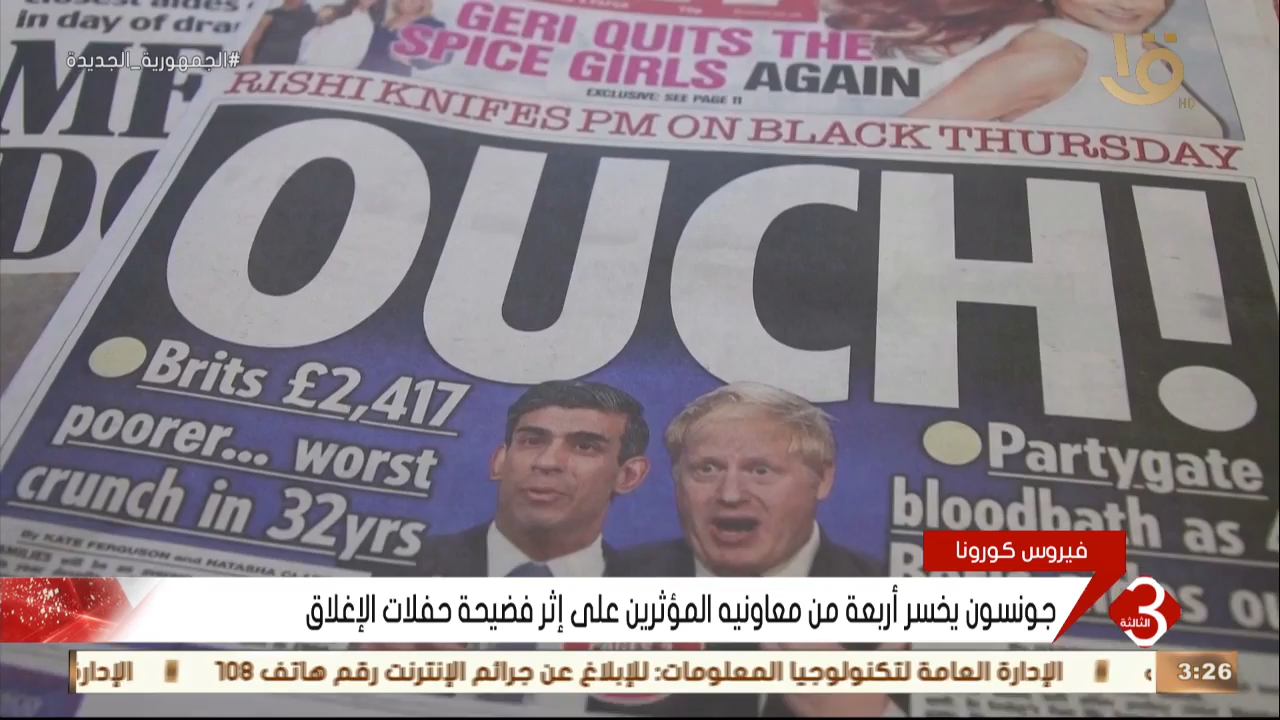 in day of dra
#الجمهورية_الجديدة
GERI QUITS THE
SPICE GIRLS AGAIN
EXCLUSIVE: SEE PAGE 11
HD
RISHI KNIFES PM ON BLACK THURSDAY
OUCH!
Brits £2,417
poorer... worst
crunch in 32yrs
By KATE FERGUSON and NATASHA
Partygate
bloodbath as
فيروس كورونا
جونسون يخسر أربعة من معاونيه المؤثرين على إثر فضيحة حفلات الإغلاق
3 الثالثة
الإدارة العامة لتكنولوجيا المعلومات: للإبلاغ عن جرائم الإنترنت رقم هاتف 108
3:26